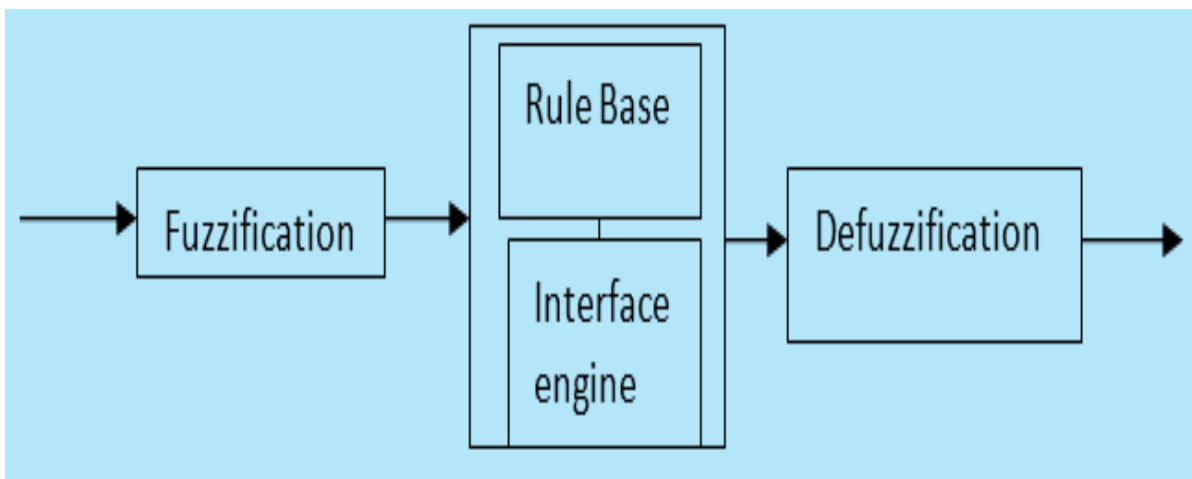 Fuzzification
Rule Base
Interface
engine
Defuzzification